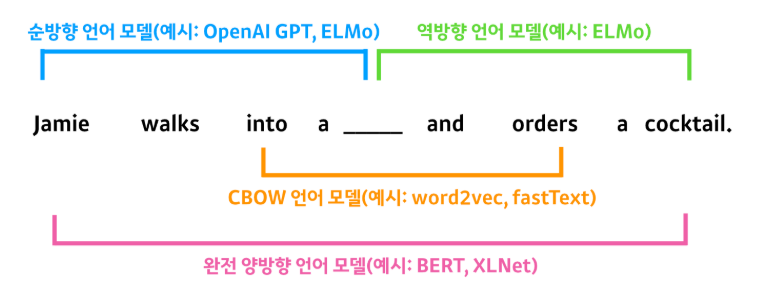 순방향 언어 모델(예시: OpenAI GPT, ELMo) 역방향 언어 모델(예시: ELMo)
Jamie walks into a _____ and orders a cocktail.
CBOW 언어 모델(예시: word2vec, fastText)
완전 양방향 언어 모델(예시: BERT, XLNet)